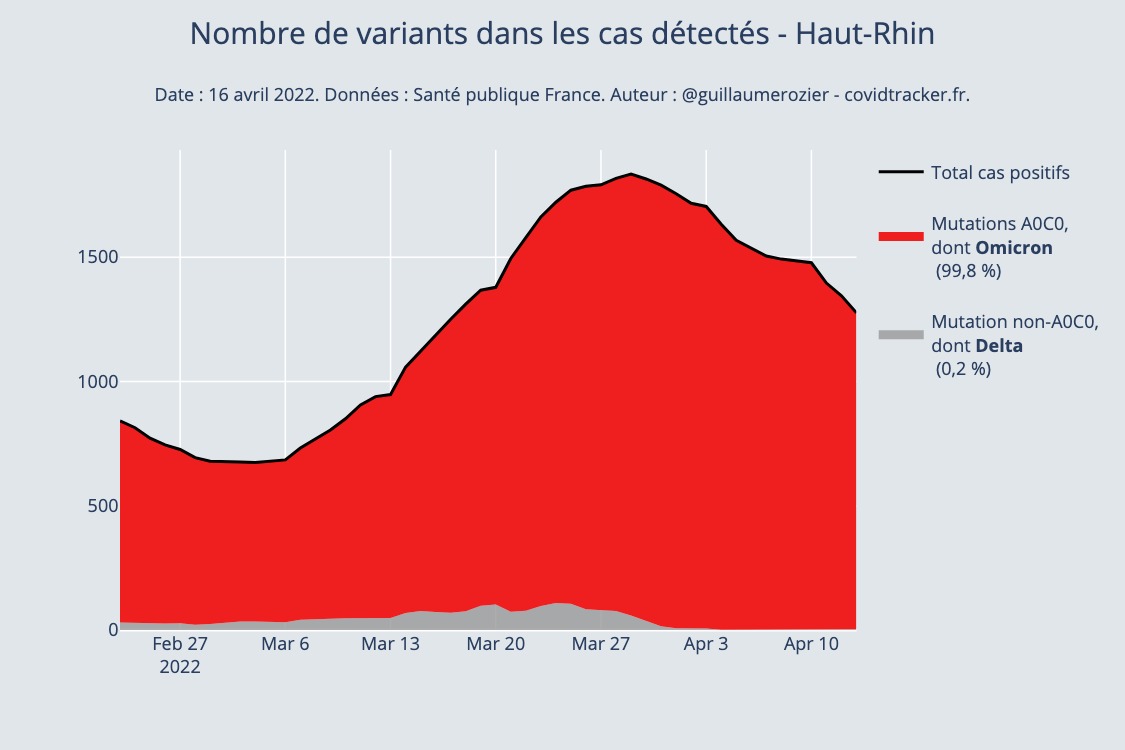 Nombre de variants dans les cas détectés - Haut-Rhin
Date : 16 avril 2022. Données : Santé publique France. Auteur : @guillaumerozier - covidtracker.fr.
Total cas positifs
Mutations A0C0,
dont Omicron
(99,8 %)
Mutation non-A0C0,
dont Delta
(0,2 %)
1500
1000
500
0
Feb 27 Mar 6 Mar 13 Mar 20 Mar 27 Apr 3 Apr 10
2022